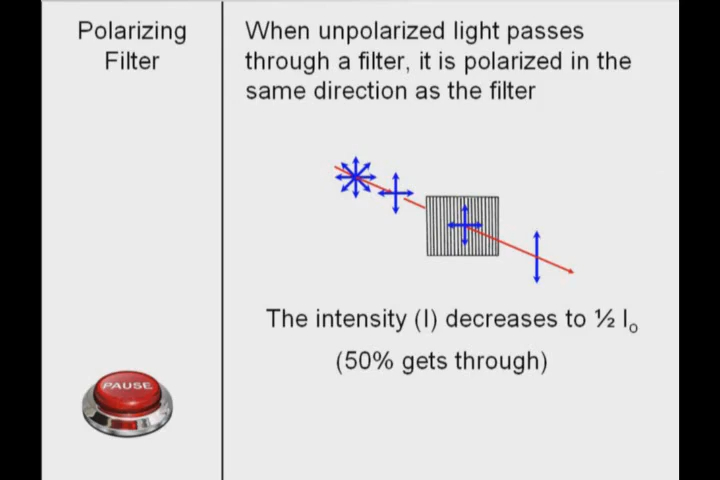 Polarizing
Filter
When unpolarized light passes
through a filter, it is polarized in the
same direction as the filter
The intensity (I) decreases to ½ Iₒ
(50% gets through)
PAUSE